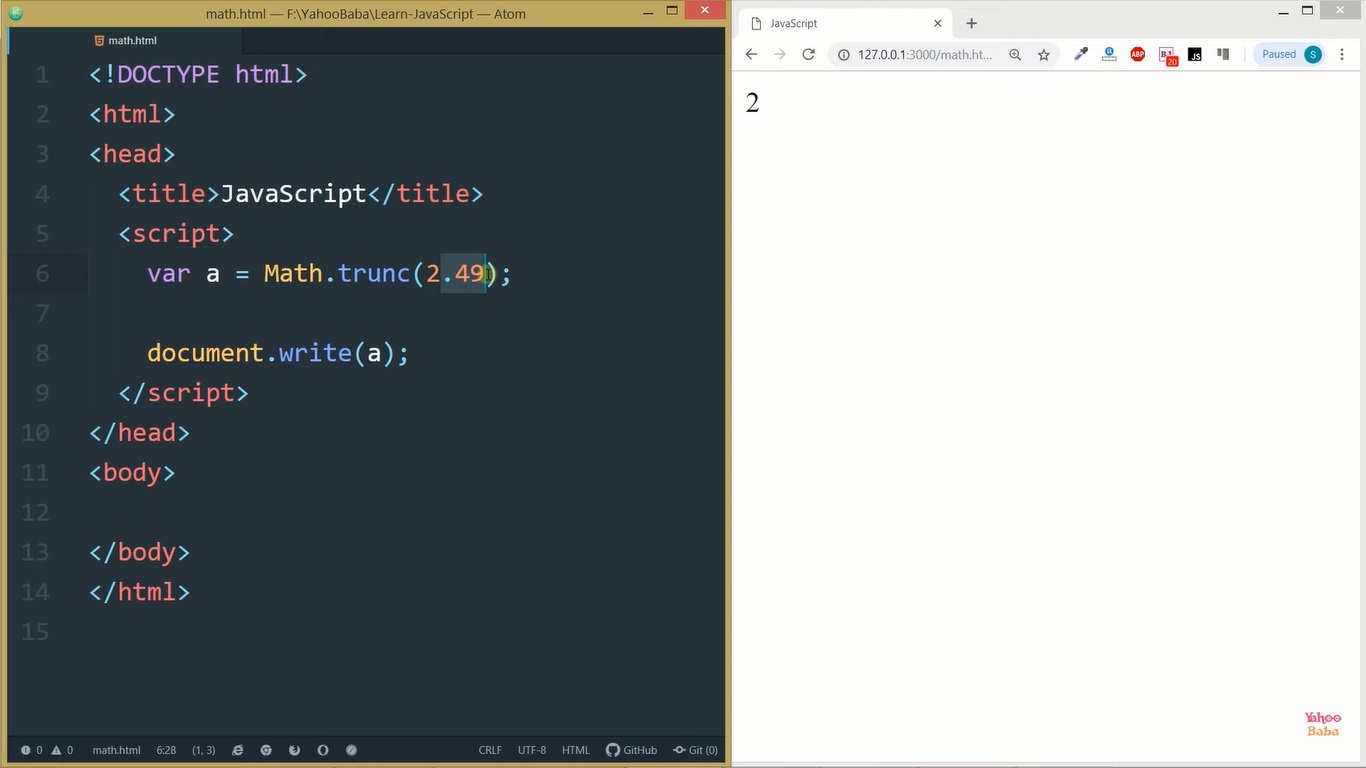 math.html — F:\YahooBaba\Learn-JavaScript — Atom
math.html
1 <!DOCTYPE html>
2 <html>
3 <head>
4 <title>JavaScript</title>
5 <script>
6 var a = Math.trunc(2.49);
7
8 document.write(a);
9 </script>
10 </head>
11 <body>
12
13 </body>
14 </html>
15
0 0 math.html 6:28 (1, 3) CRLF UTF-8 HTML GitHub Git (0)
JavaScript
127.0.0.1:3000/math.ht... ABP 20 JS Paused S
2
Yahoo
Baba